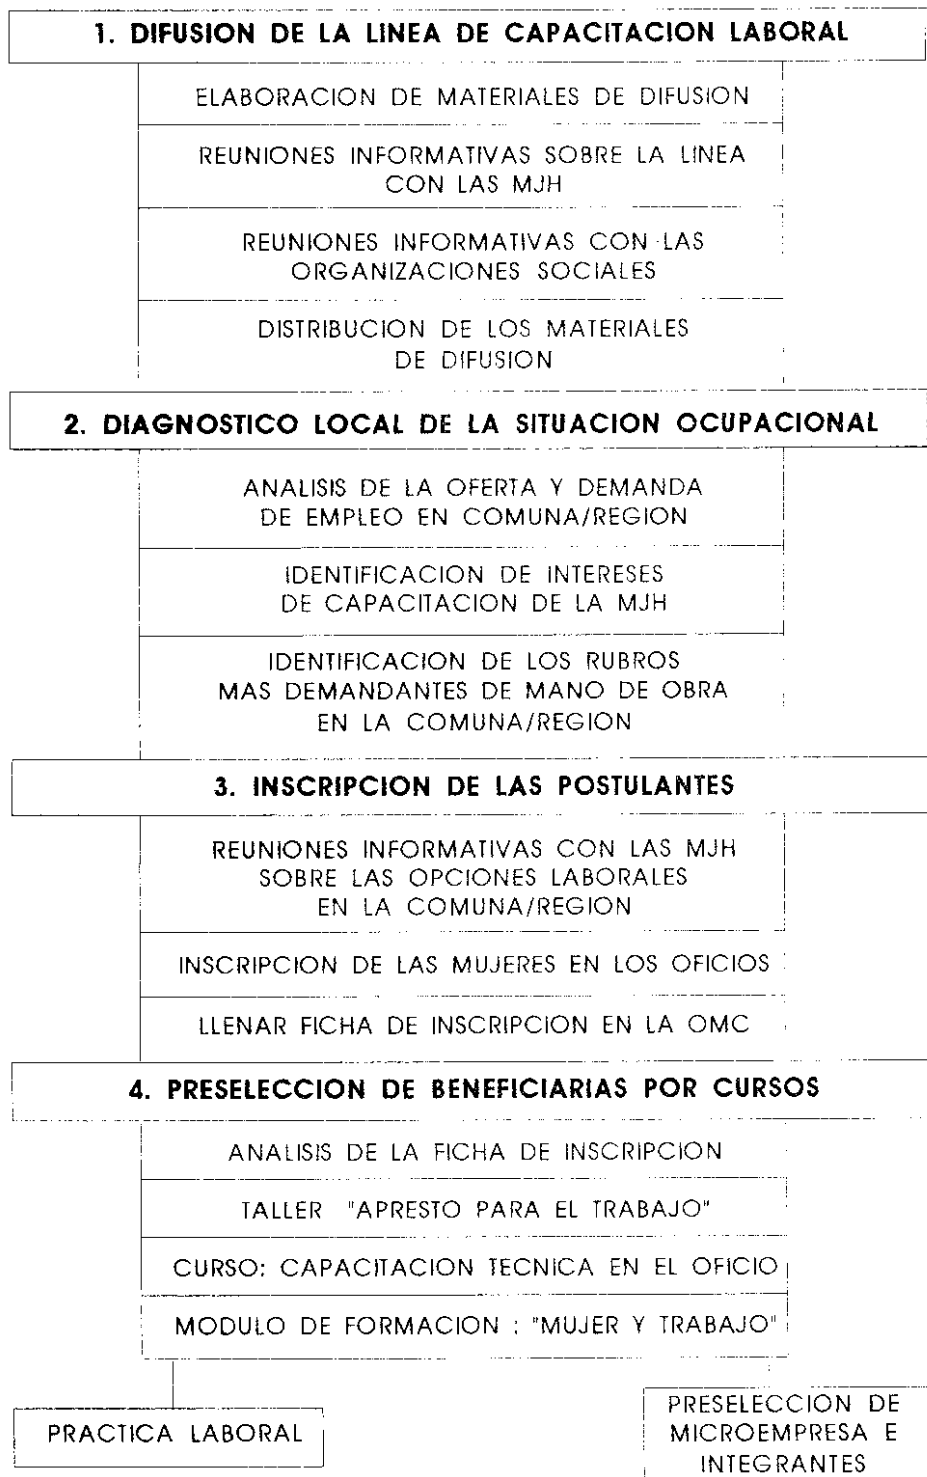 1. DIFUSION DE LA LINEA DE CAPACITACION LABORAL
ELABORACION DE MATERIALES DE DIFUSION
REUNIONES INFORMATIVAS SOBRE LA LINEA
CON LAS MJH
REUNIONES INFORMATIVAS CON LAS
ORGANIZACIONES SOCIALES
DISTRIBUCION DE LOS MATERIALES
DE DIFUSION
2. DIAGNOSTICO LOCAL DE LA SITUACION OCUPACIONAL
ANALISIS DE LA OFERTA Y DEMANDA
DE EMPLEO EN COMUNA/REGION
IDENTIFICACION DE INTERESES
DE CAPACITACION DE LA MJH
IDENTIFICACION DE LOS RUBROS
MAS DEMANDANTES DE MANO DE OBRA
EN LA COMUNA/REGION
3. INSCRIPCION DE LAS POSTULANTES
REUNIONES INFORMATIVAS CON LAS MJH
SOBRE LAS OPCIONES LABORALES
EN LA COMUNA/REGION
INSCRIPCION DE LAS MUJERES EN LOS OFICIOS
LLENAR FICHA DE INSCRIPCION EN LA OMC
4. PRESELECCION DE BENEFICIARIAS POR CURSOS
ANALISIS DE LA FICHA DE INSCRIPCION
TALLER "APRESTO PARA EL TRABAJO"
CURSO: CAPACITACION TECNICA EN EL OFICIO
MODULO DE FORMACION : "MUJER Y TRABAJO"
PRACTICA LABORAL
PRESELECCION DE
MICROEMPRESA E
INTEGRANTES